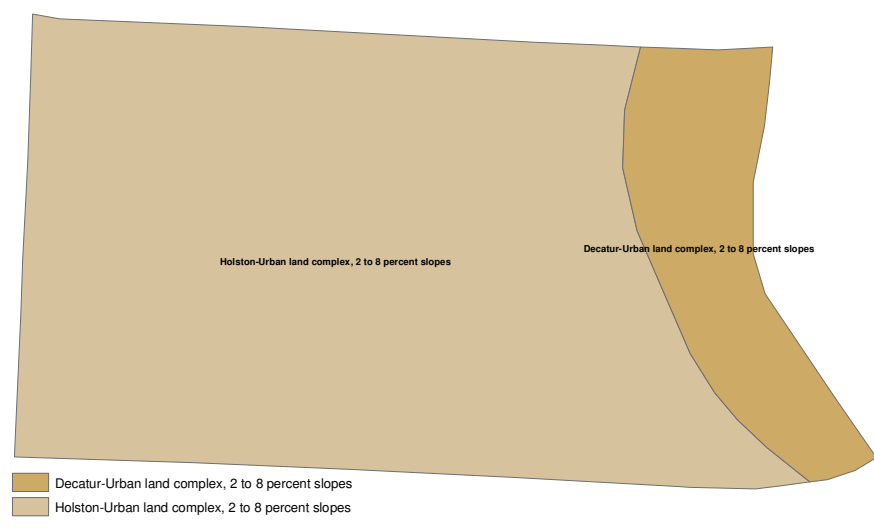 Decatur-Urban land complex, 2 to 8 percent slopes
Holston-Urban land complex, 2 to 8 percent slopes
Decatur-Urban land complex, 2 to 8 percent slopes
Holston-Urban land complex, 2 to 8 percent slopes